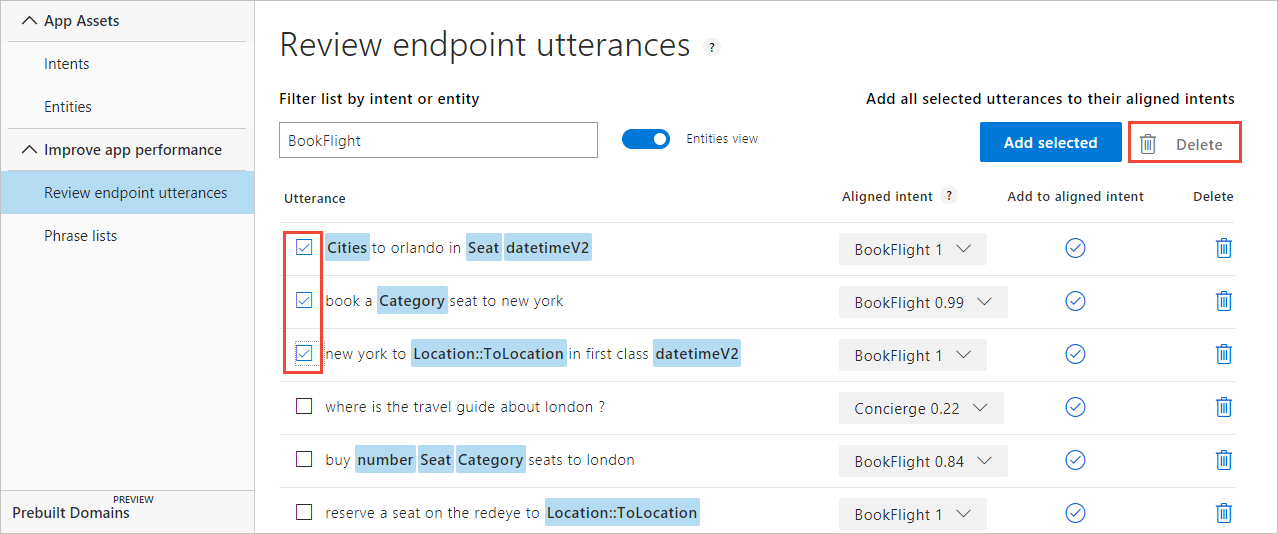 App Assets
Intents
Entities
Improve app performance
Review endpoint utterances
Phrase lists
PREVIEW
Prebuilt Domains
Review endpoint utterances ?
Filter list by intent or entity
Add all selected utterances to their aligned intents
BookFlight
Entities view
Add selected
Delete
Utterance
Aligned intent ?
Add to aligned intent
Delete
Cities to orlando in Seat datetimeV2
BookFlight 1
book a Category seat to new york
BookFlight 0.99
new york to Location::ToLocation in first class datetimeV2
BookFlight 1
where is the travel guide about london ?
Concierge 0.22
buy number Seat Category seats to london
BookFlight 0.84
reserve a seat on the redeye to Location::ToLocation
BookFlight 1